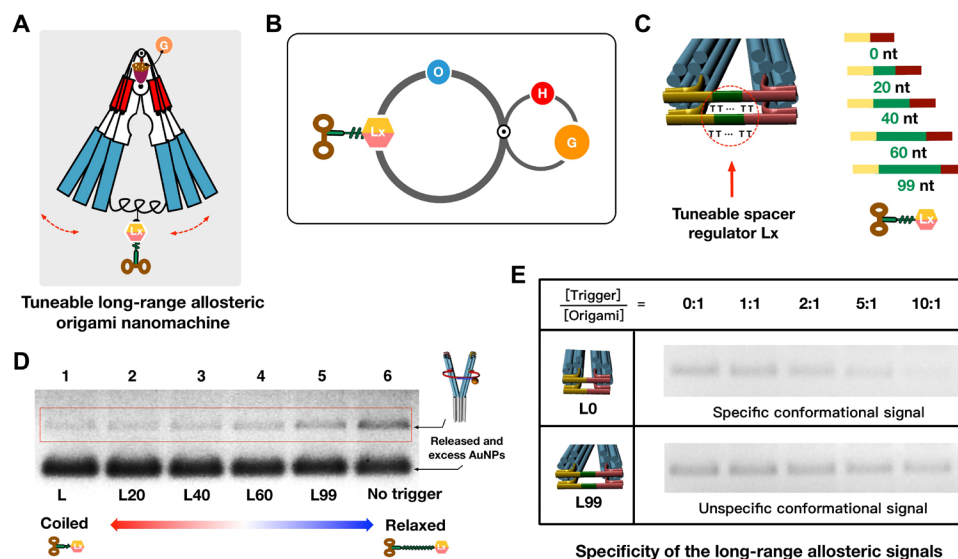 A
G
Lx
Tuneable long-range allosteric
origami nanomachine
B
O
H
Lx
G
C
TT ··· TT
TT ··· TT
Tuneable spacer
regulator Lx
0 nt
20 nt
40 nt
60 nt
99 nt
Lx
D
1 2 3 4 5 6
Released and
excess AuNPs
L L20 L40 L60 L99 No trigger
Coiled Relaxed
Lx Lx
E
[Trigger]
[Origami]
= 0:1 1:1 2:1 5:1 10:1
L0
Specific conformational signal
L99
Unspecific conformational signal
Specificity of the long-range allosteric signals